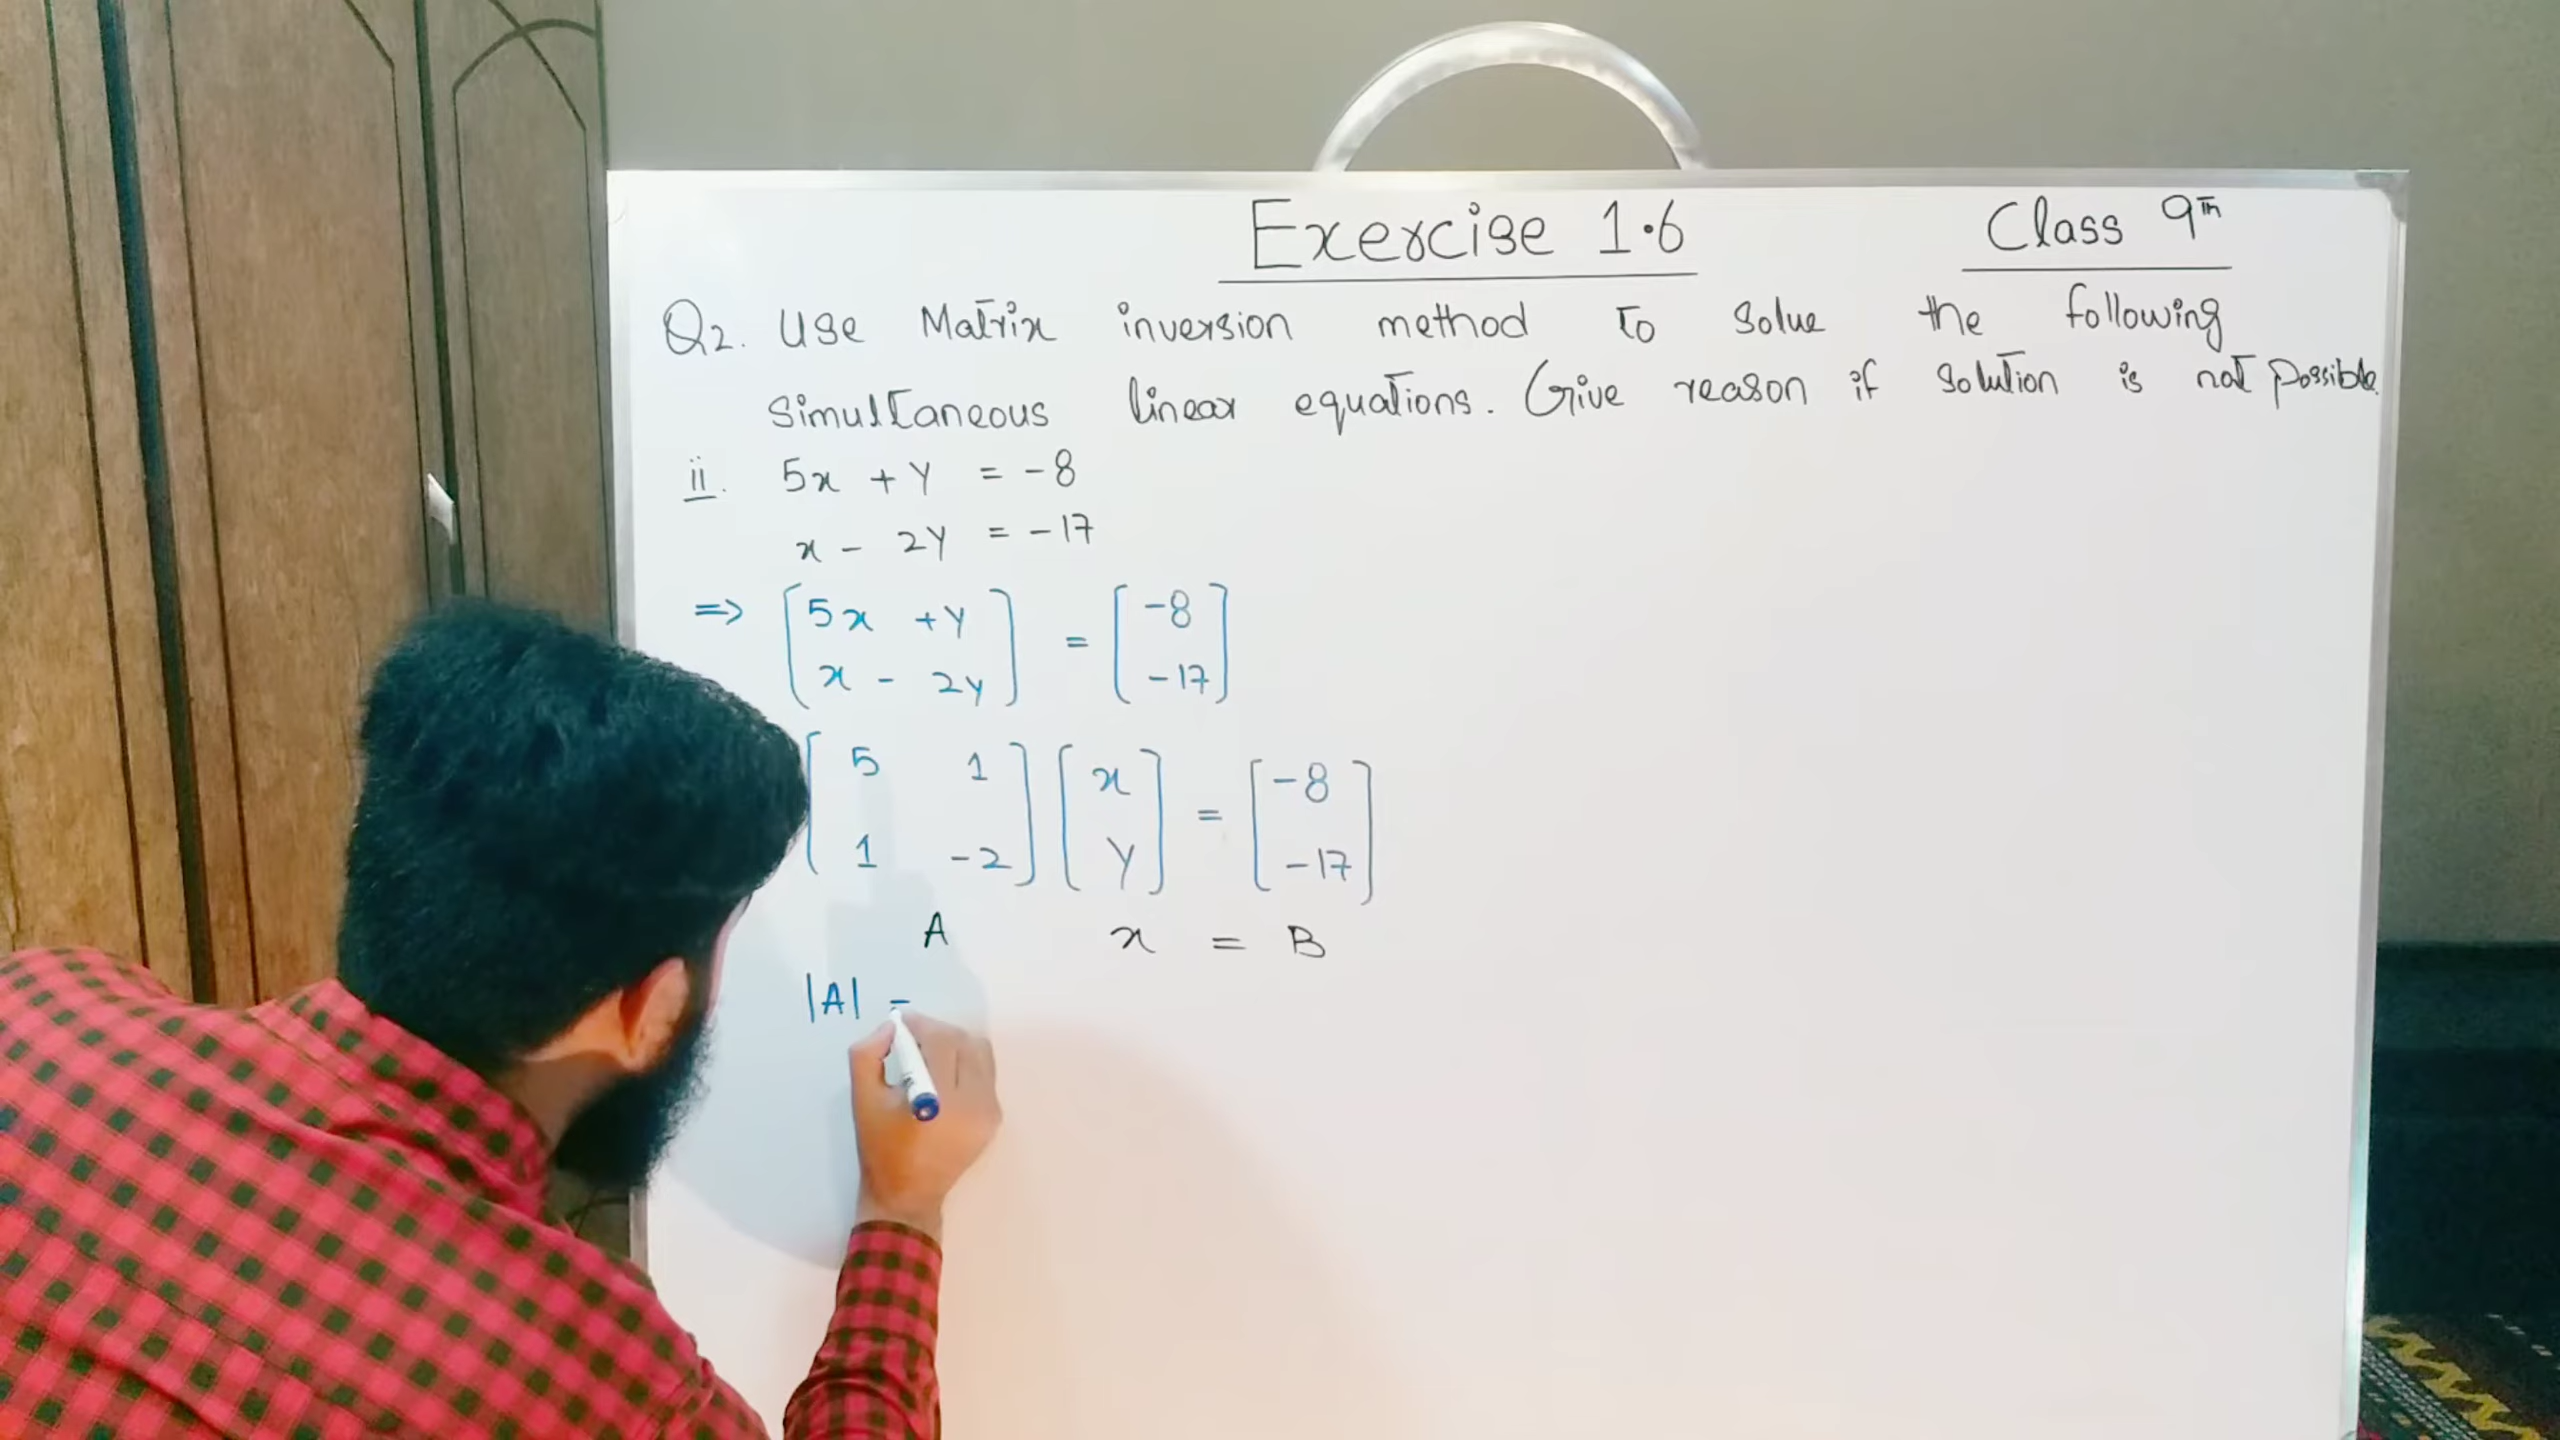 Exercise 1.6
Class 9th
Q2. Use Matrix inversion method to solve the following
simultaneous linear equations. Give reason if solution is not possible.
ii. 5x + y = -8
x - 2y = -17
=> [5x + y = [-8
x - 2y] -17]
[5 1 [x = [-8
1 -2] y] -17]
A x = B
|A| =